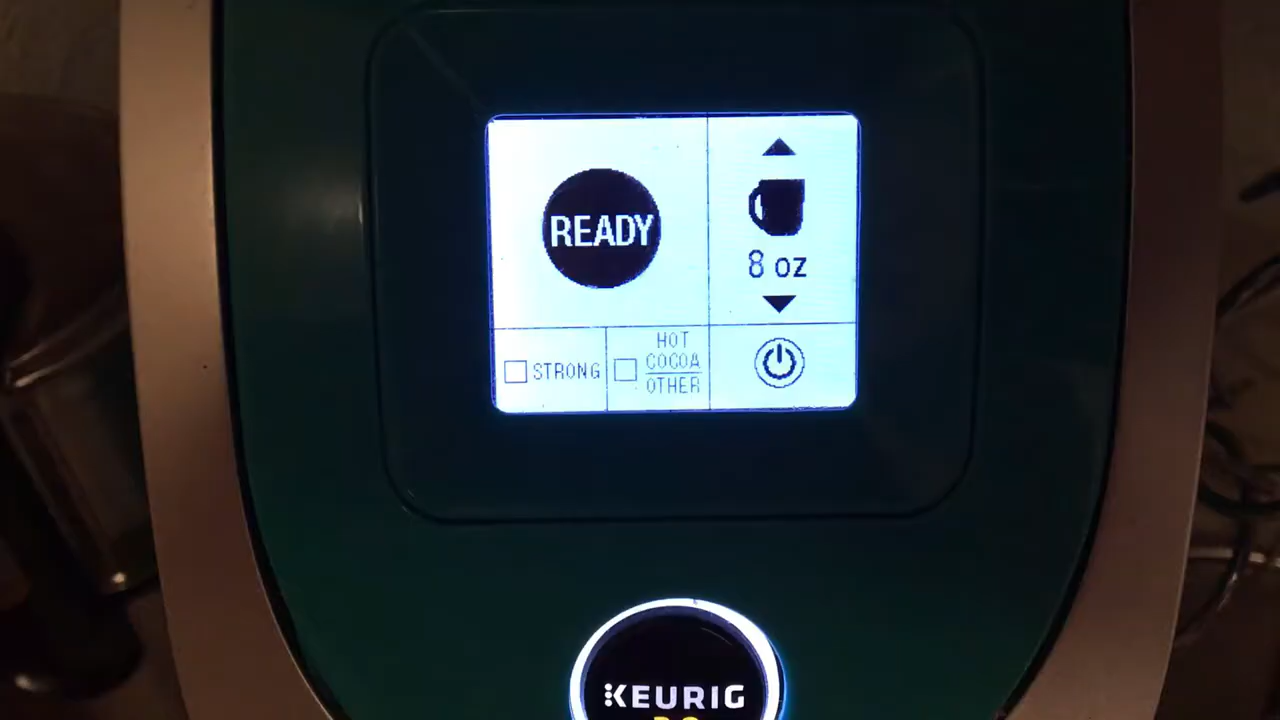 READY
8 oz
STRONG
HOT
COCOA
OTHER
KEURIG